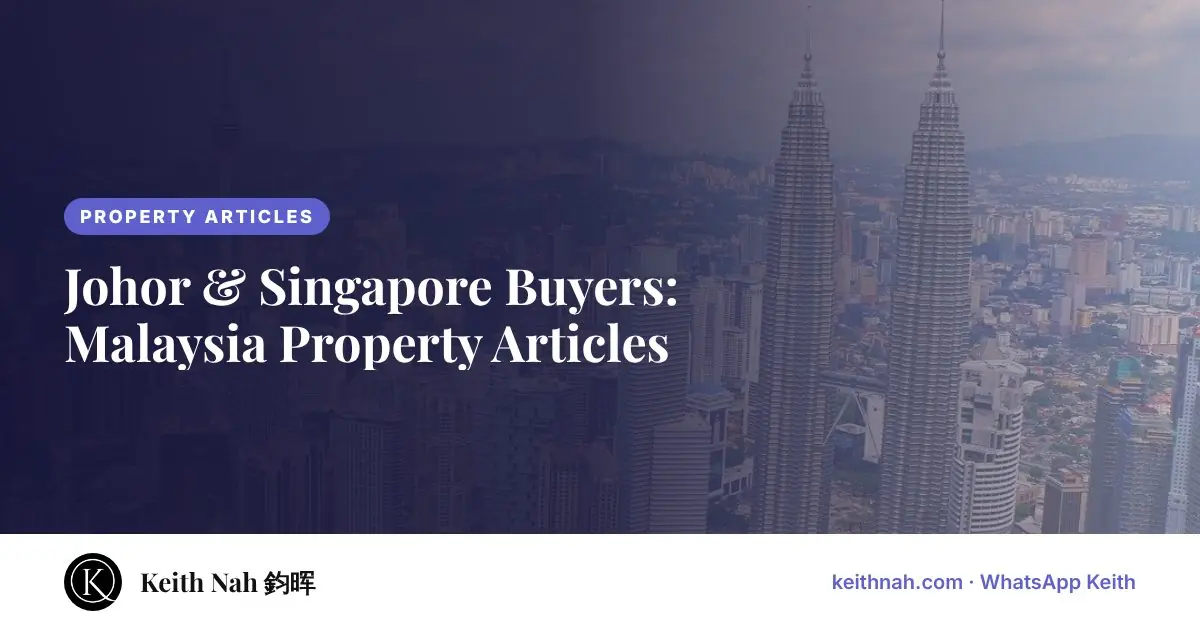 PROPERTY ARTICLES
Johor & Singapore Buyers:
Malaysia Property Articles
K
Keith Nah 鈞晖
keithnah.com · WhatsApp Keith